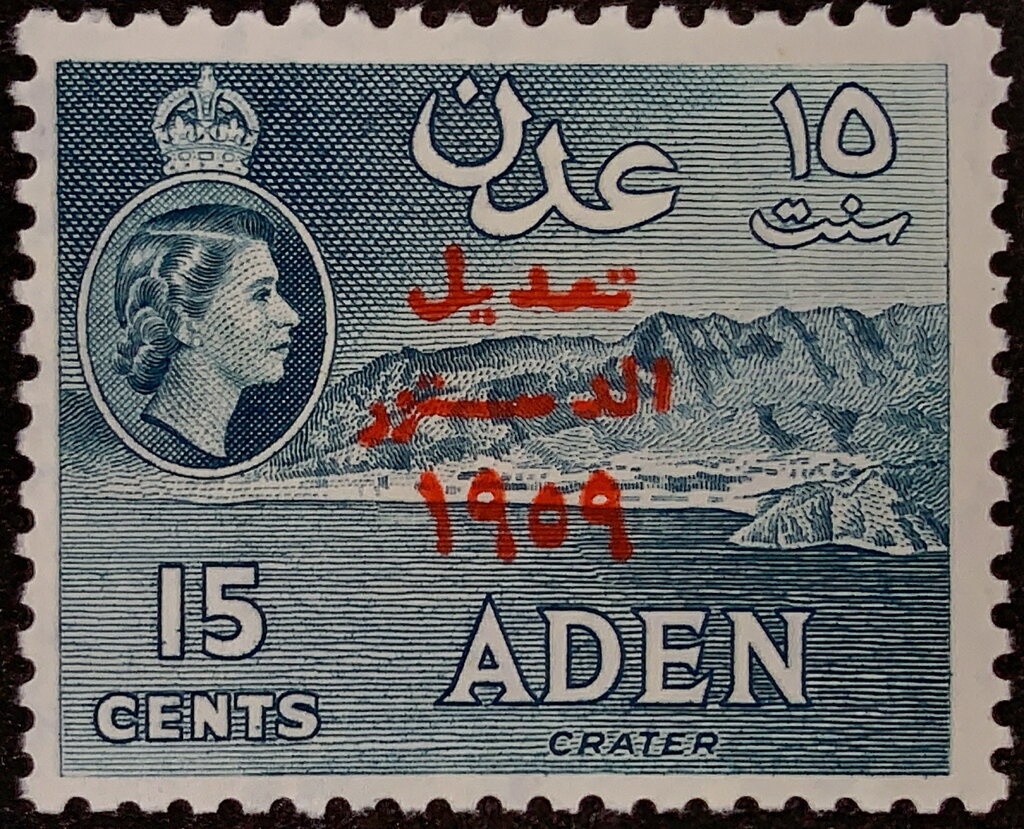 عدن
١٥
سنت
تعديل
الدستور
١٩٥٩
15
CENTS
ADEN
CRATER